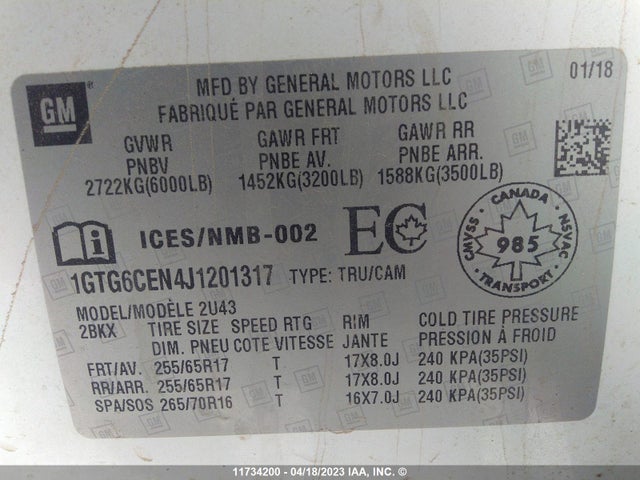 GM
MFD BY GENERAL MOTORS LLC
01/18
FABRIQUÉ PAR GENERAL MOTORS LLC
GVWR GAWR FRT GAWR RR
PNBV PNBE AV. PNBE ARR.
2722KG(6000LB) 1452KG(3200LB) 1588KG(3500LB)
i ICES/NMB-002 EC
CANADA
CMVSS NSVAC
985
TRANSPORT
1GTG6CEN4J1201317 TYPE: TRU/CAM
MODEL/MODÈLE 2U43
2BKX TIRE SIZE SPEED RTG RIM COLD TIRE PRESSURE
DIM. PNEU COTE VITESSE JANTE PRESSION À FROID
FRT/AV. 255/65R17 T 17X8.0J 240 KPA(35PSI)
RR/ARR. 255/65R17 T 17X8.0J 240 KPA(35PSI)
SPA/SOS 265/70R16 T 16X7.0J 240 KPA(35PSI)
11734200 - 04/18/2023 IAA, INC. ©